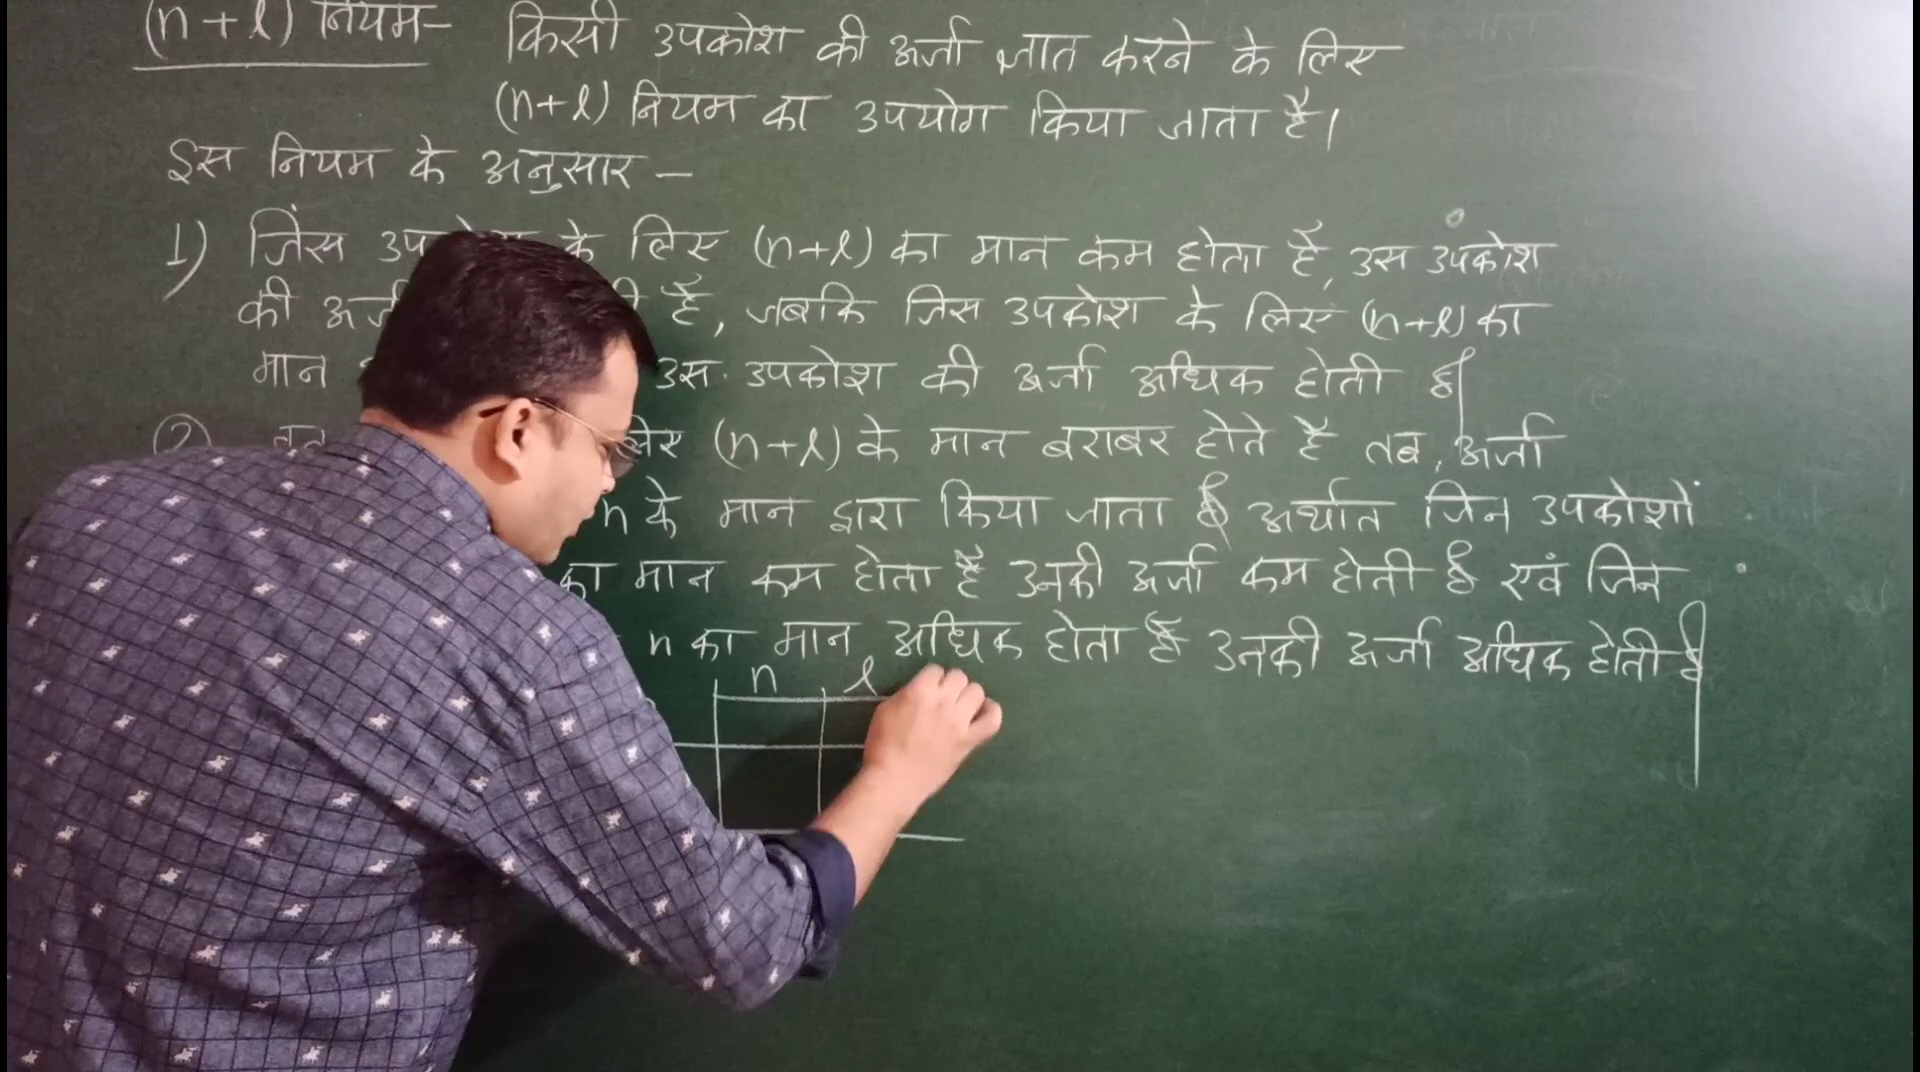 (n+l) नियम- किसी उपकोश की ऊर्जा ज्ञात करने के लिए
(n+l) नियम का उपयोग किया जाता है।
इस नियम के अनुसार –
1) जिस के लिए (n+l) का मान कम होता है, उस उपकोश
की है, जबकि जिस उपकोश के लिए (n+l) का
मान उस उपकोश की ऊर्जा अधिक होती है।
2) (n+l) के मान बराबर होते है तब, ऊर्जा
n के मान द्वारा किया जाता है अर्थात जिन उपकोशों
का मान कम होता है उनकी ऊर्जा कम होती है एवं जिन
n का मान अधिक होता है उनकी ऊर्जा अधिक होती है
n l